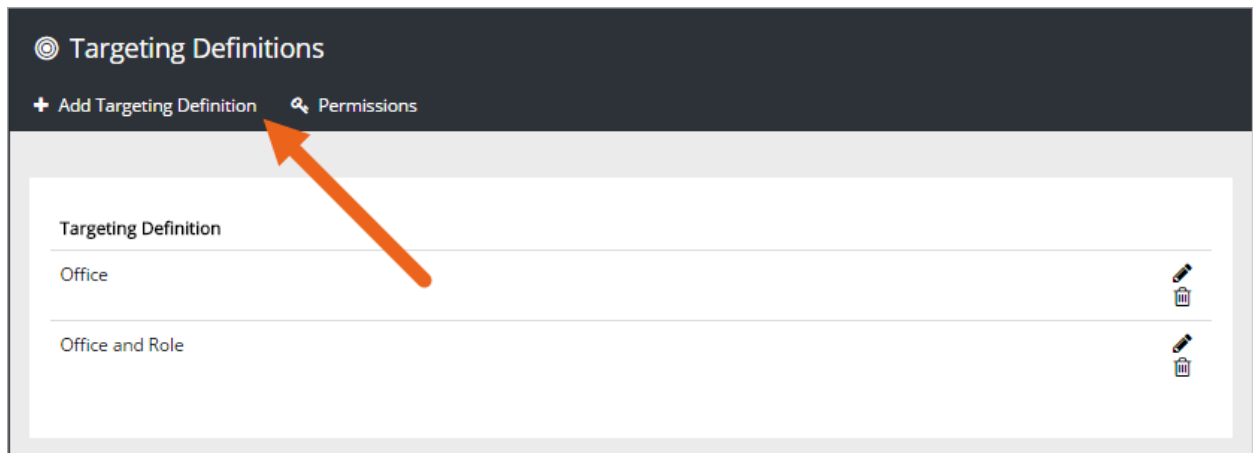 Targeting Definitions
Add Targeting Definition Permissions
Targeting Definition
Office
Office and Role